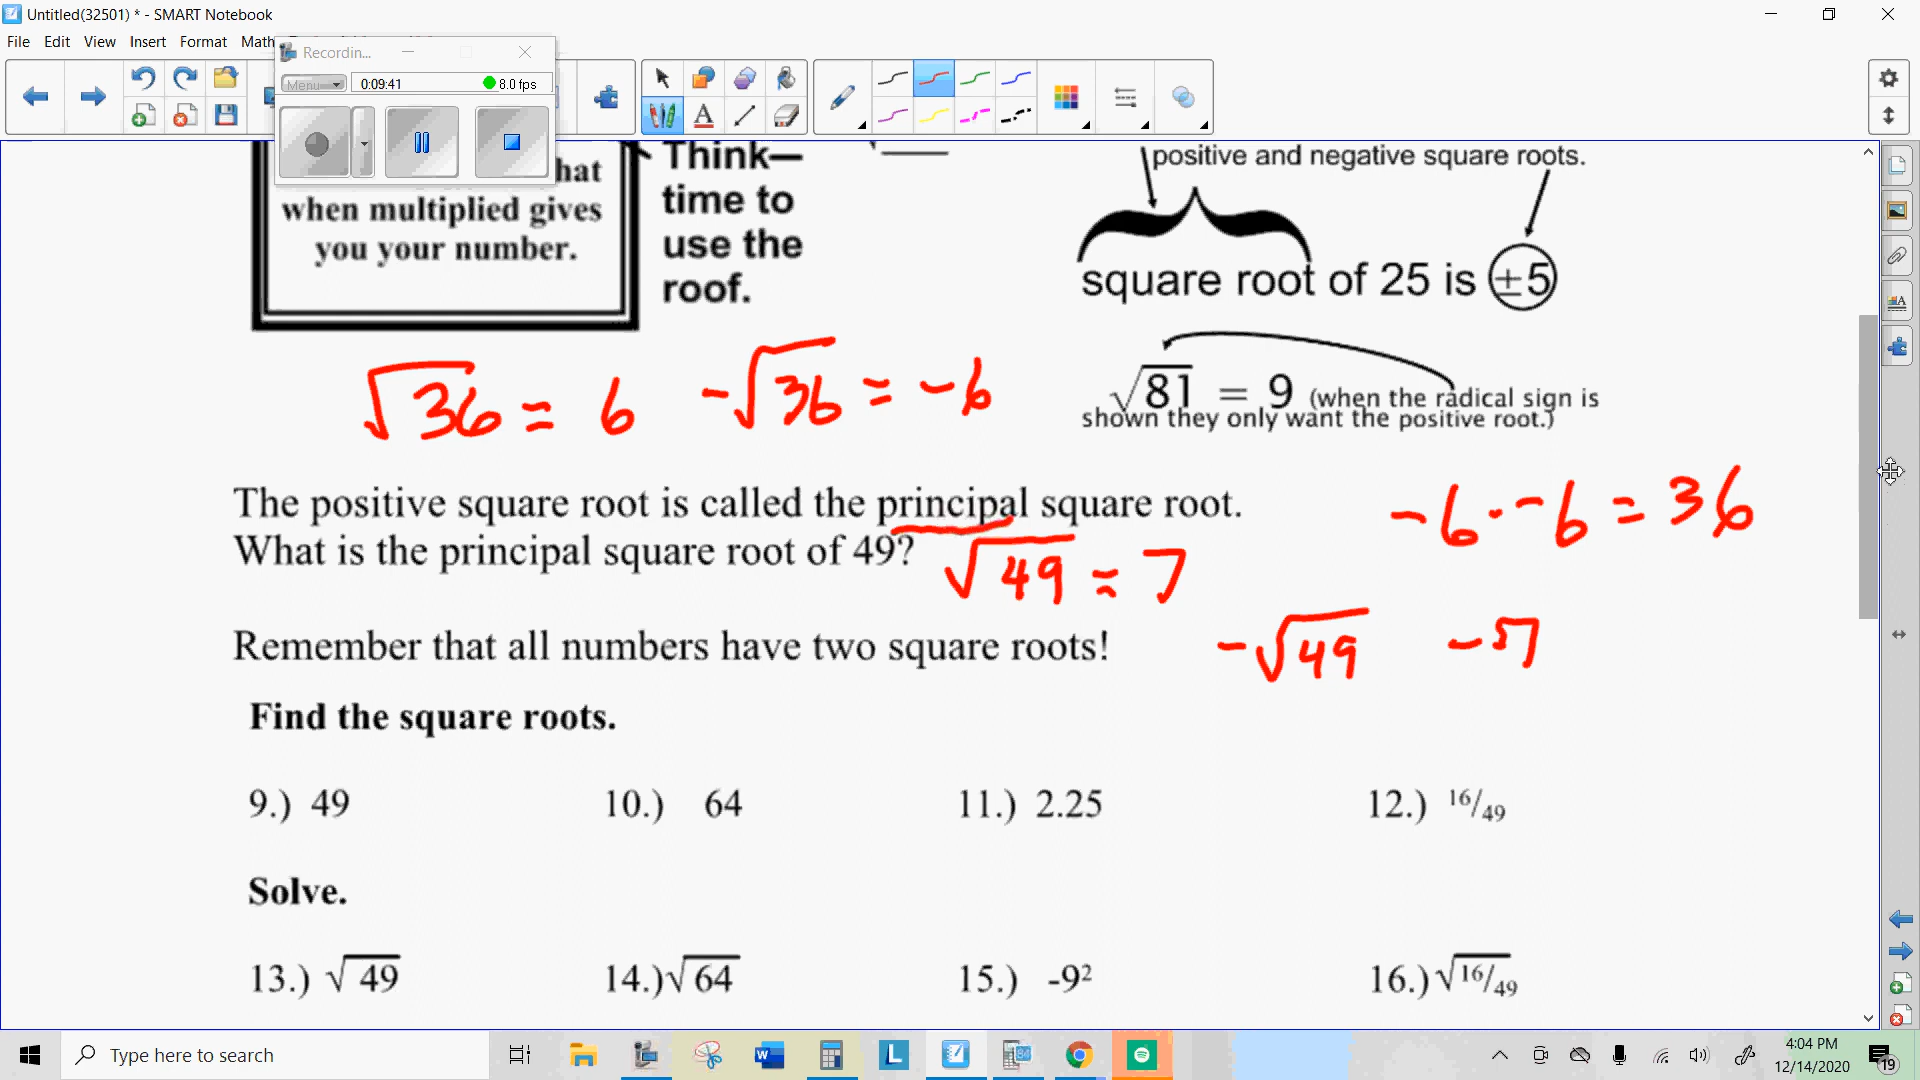 Untitled(32501) * - SMART Notebook
File Edit View Insert Format Math
Recordin...
Menu 0:09:41 8.0 fps
hat
when multiplied gives
you your number.
Think—
time to
use the
roof.
positive and negative square roots.
square root of 25 is ±5
√36 = 6 -√36 = -6
√81 = 9 (when the radical sign is
shown they only want the positive root.)
The positive square root is called the principal square root.
-6 · -6 = 36
What is the principal square root of 49? √49 = 7
Remember that all numbers have two square roots! -√49 -7
Find the square roots.
9.) 49 10.) 64 11.) 2.25 12.) 16/49
Solve.
13.) √49 14.) √64 15.) -9² 16.) √16/49
Type here to search
4:04 PM
12/14/2020
19